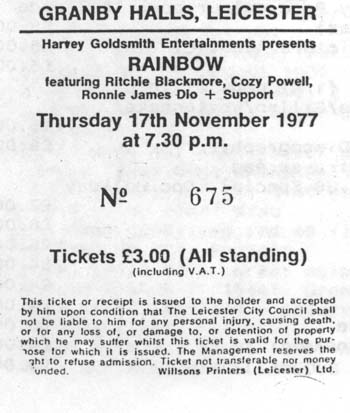 GRANBY HALLS, LEICESTER
Harvey Goldsmith Entertainments presents
RAINBOW
featuring Ritchie Blackmore, Cozy Powell,
Ronnie James Dio + Support
Thursday 17th November 1977
at 7.30 p.m.
Nº 675
Tickets £3.00 (All standing)
(including V.A.T.)
This ticket or receipt is issued to the holder and accepted
by him upon condition that The Leicester City Council shall
not be liable to him for any personal injury, causing death,
or for any loss of, or damage to, or detention of property
which he may suffer whilst this ticket is valid for the pur-
pose for which it is issued. The Management reserves the
right to refuse admission. Ticket not transferable nor money
funded. Willsons Printers (Leicester) Ltd.